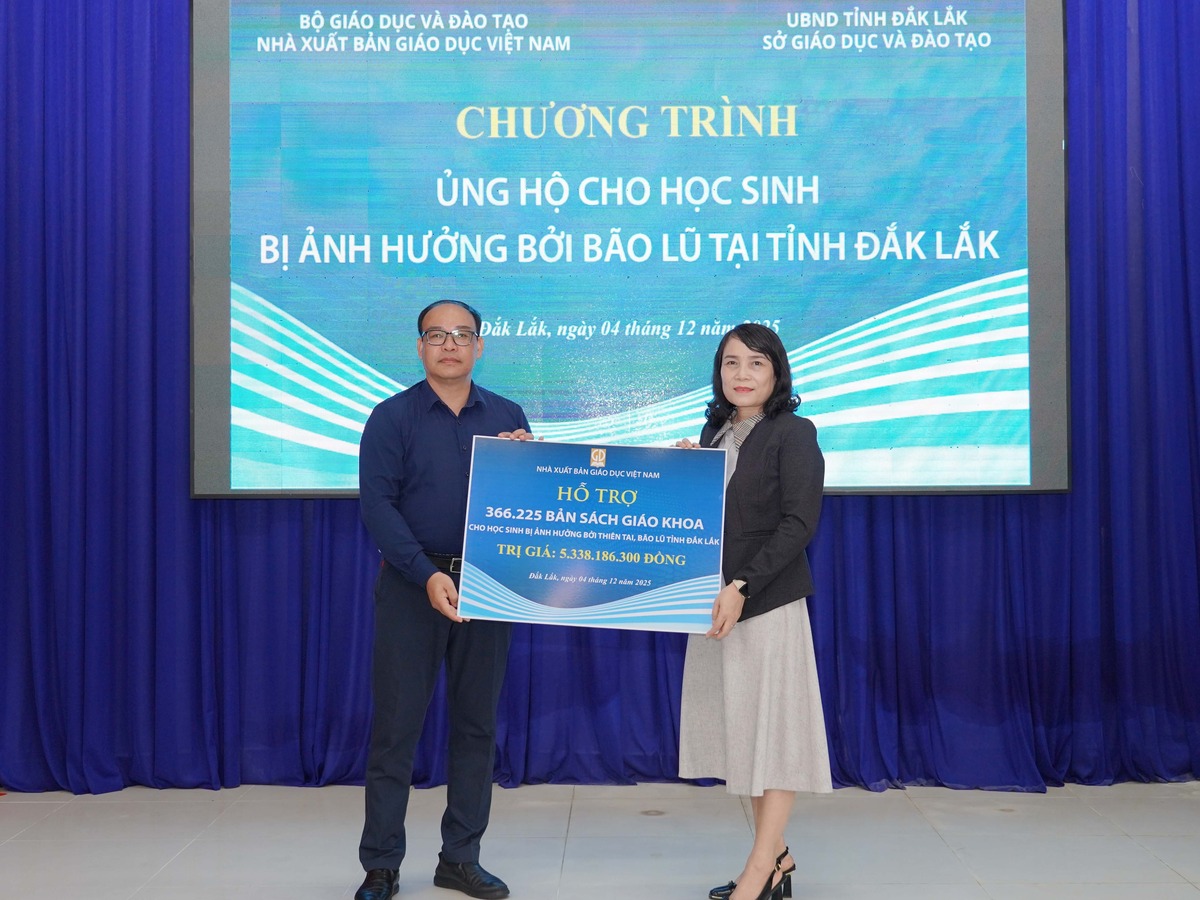 BỘ GIÁO DỤC VÀ ĐÀO TẠO
NHÀ XUẤT BẢN GIÁO DỤC VIỆT NAM
UBND TỈNH ĐẮK LẮK
SỞ GIÁO DỤC VÀ ĐÀO TẠO
CHƯƠNG TRÌNH
ỦNG HỘ CHO HỌC SINH
BỊ ẢNH HƯỞNG BỞI BÃO LŨ TẠI TỈNH ĐẮK LẮK
Đắk Lắk, ngày 04 tháng 12 năm 2025
GD
NHÀ XUẤT BẢN GIÁO DỤC VIỆT NAM
HỖ TRỢ
366.225 BẢN SÁCH GIÁO KHOA
CHO HỌC SINH BỊ ẢNH HƯỞNG BỞI THIÊN TAI, BÃO LŨ TỈNH ĐẮK LẮK
TRỊ GIÁ: 5.338.186.300 ĐỒNG
Đắk Lắk, ngày 04 tháng 12 năm 2025